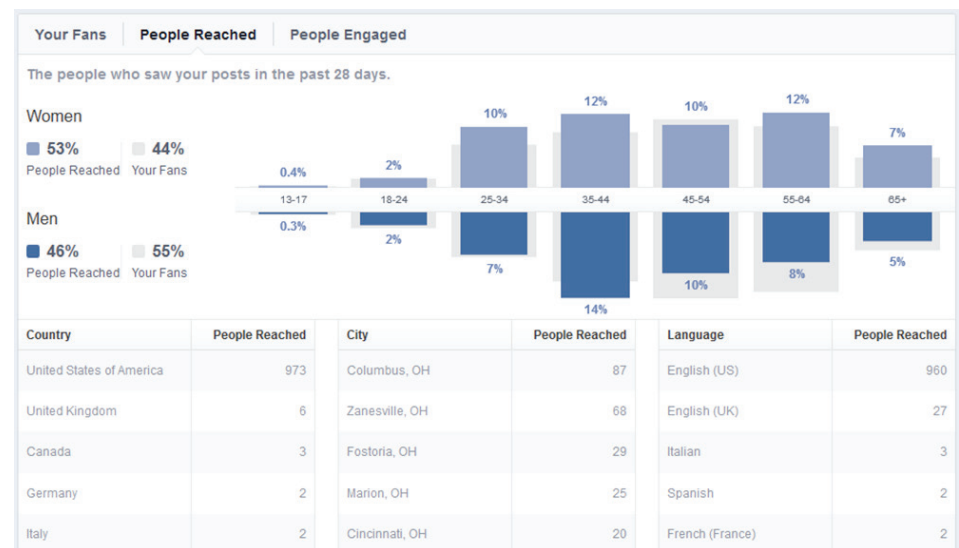 Your Fans People Reached People Engaged
The people who saw your posts in the past 28 days.
Women
53% 44%
People Reached Your Fans
0.4% 2% 10% 12% 10% 12% 7%
13-17 18-24 25-34 35-44 45-54 55-64 65+
Men
46% 55%
People Reached Your Fans
0.3% 2% 7% 14% 10% 8% 5%
Country People Reached City People Reached Language People Reached
United States of America 973 Columbus, OH 87 English (US) 960
United Kingdom 6 Zanesville, OH 68 English (UK) 27
Canada 3 Fostoria, OH 29 Italian 3
Germany 2 Marion, OH 25 Spanish 2
Italy 2 Cincinnati, OH 20 French (France) 2